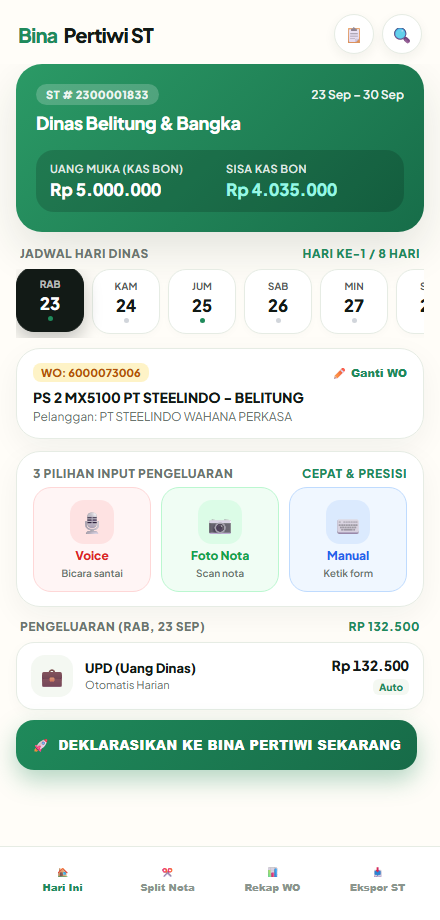 Bina Pertiwi ST
ST # 2300001833
23 Sep – 30 Sep
Dinas Belitung & Bangka
UANG MUKA (KAS BON)
SISA KAS BON
Rp 5.000.000
Rp 4.035.000
JADWAL HARI DINAS
HARI KE-1 / 8 HARI
RAB
KAM
JUM
SAB
MIN
23
24
25
26
27
WO: 6000073006
Ganti WO
PS 2 MX5100 PT STEELINDO – BELITUNG
Pelanggan: PT STEELINDO WAHANA PERKASA
3 PILIHAN INPUT PENGELUARAN
CEPAT & PRESISI
Voice
Foto Nota
Manual
Bicara santai
Scan nota
Ketik form
PENGELUARAN (RAB, 23 SEP)
RP 132.500
UPD (Uang Dinas)
Rp 132.500
Otomatis Harian
Auto
DEKLARASIKAN KE BINA PERTIWI SEKARANG
Hari Ini
Split Nota
Rekap WO
Ekspor ST